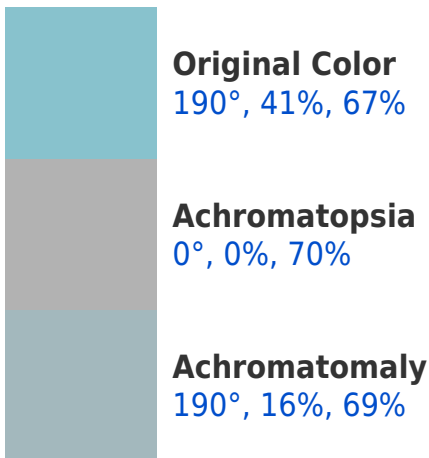 Original Color
190°, 41%, 67%
Achromatopsia
0°, 0%, 70%
Achromatomaly
190°, 16%, 69%